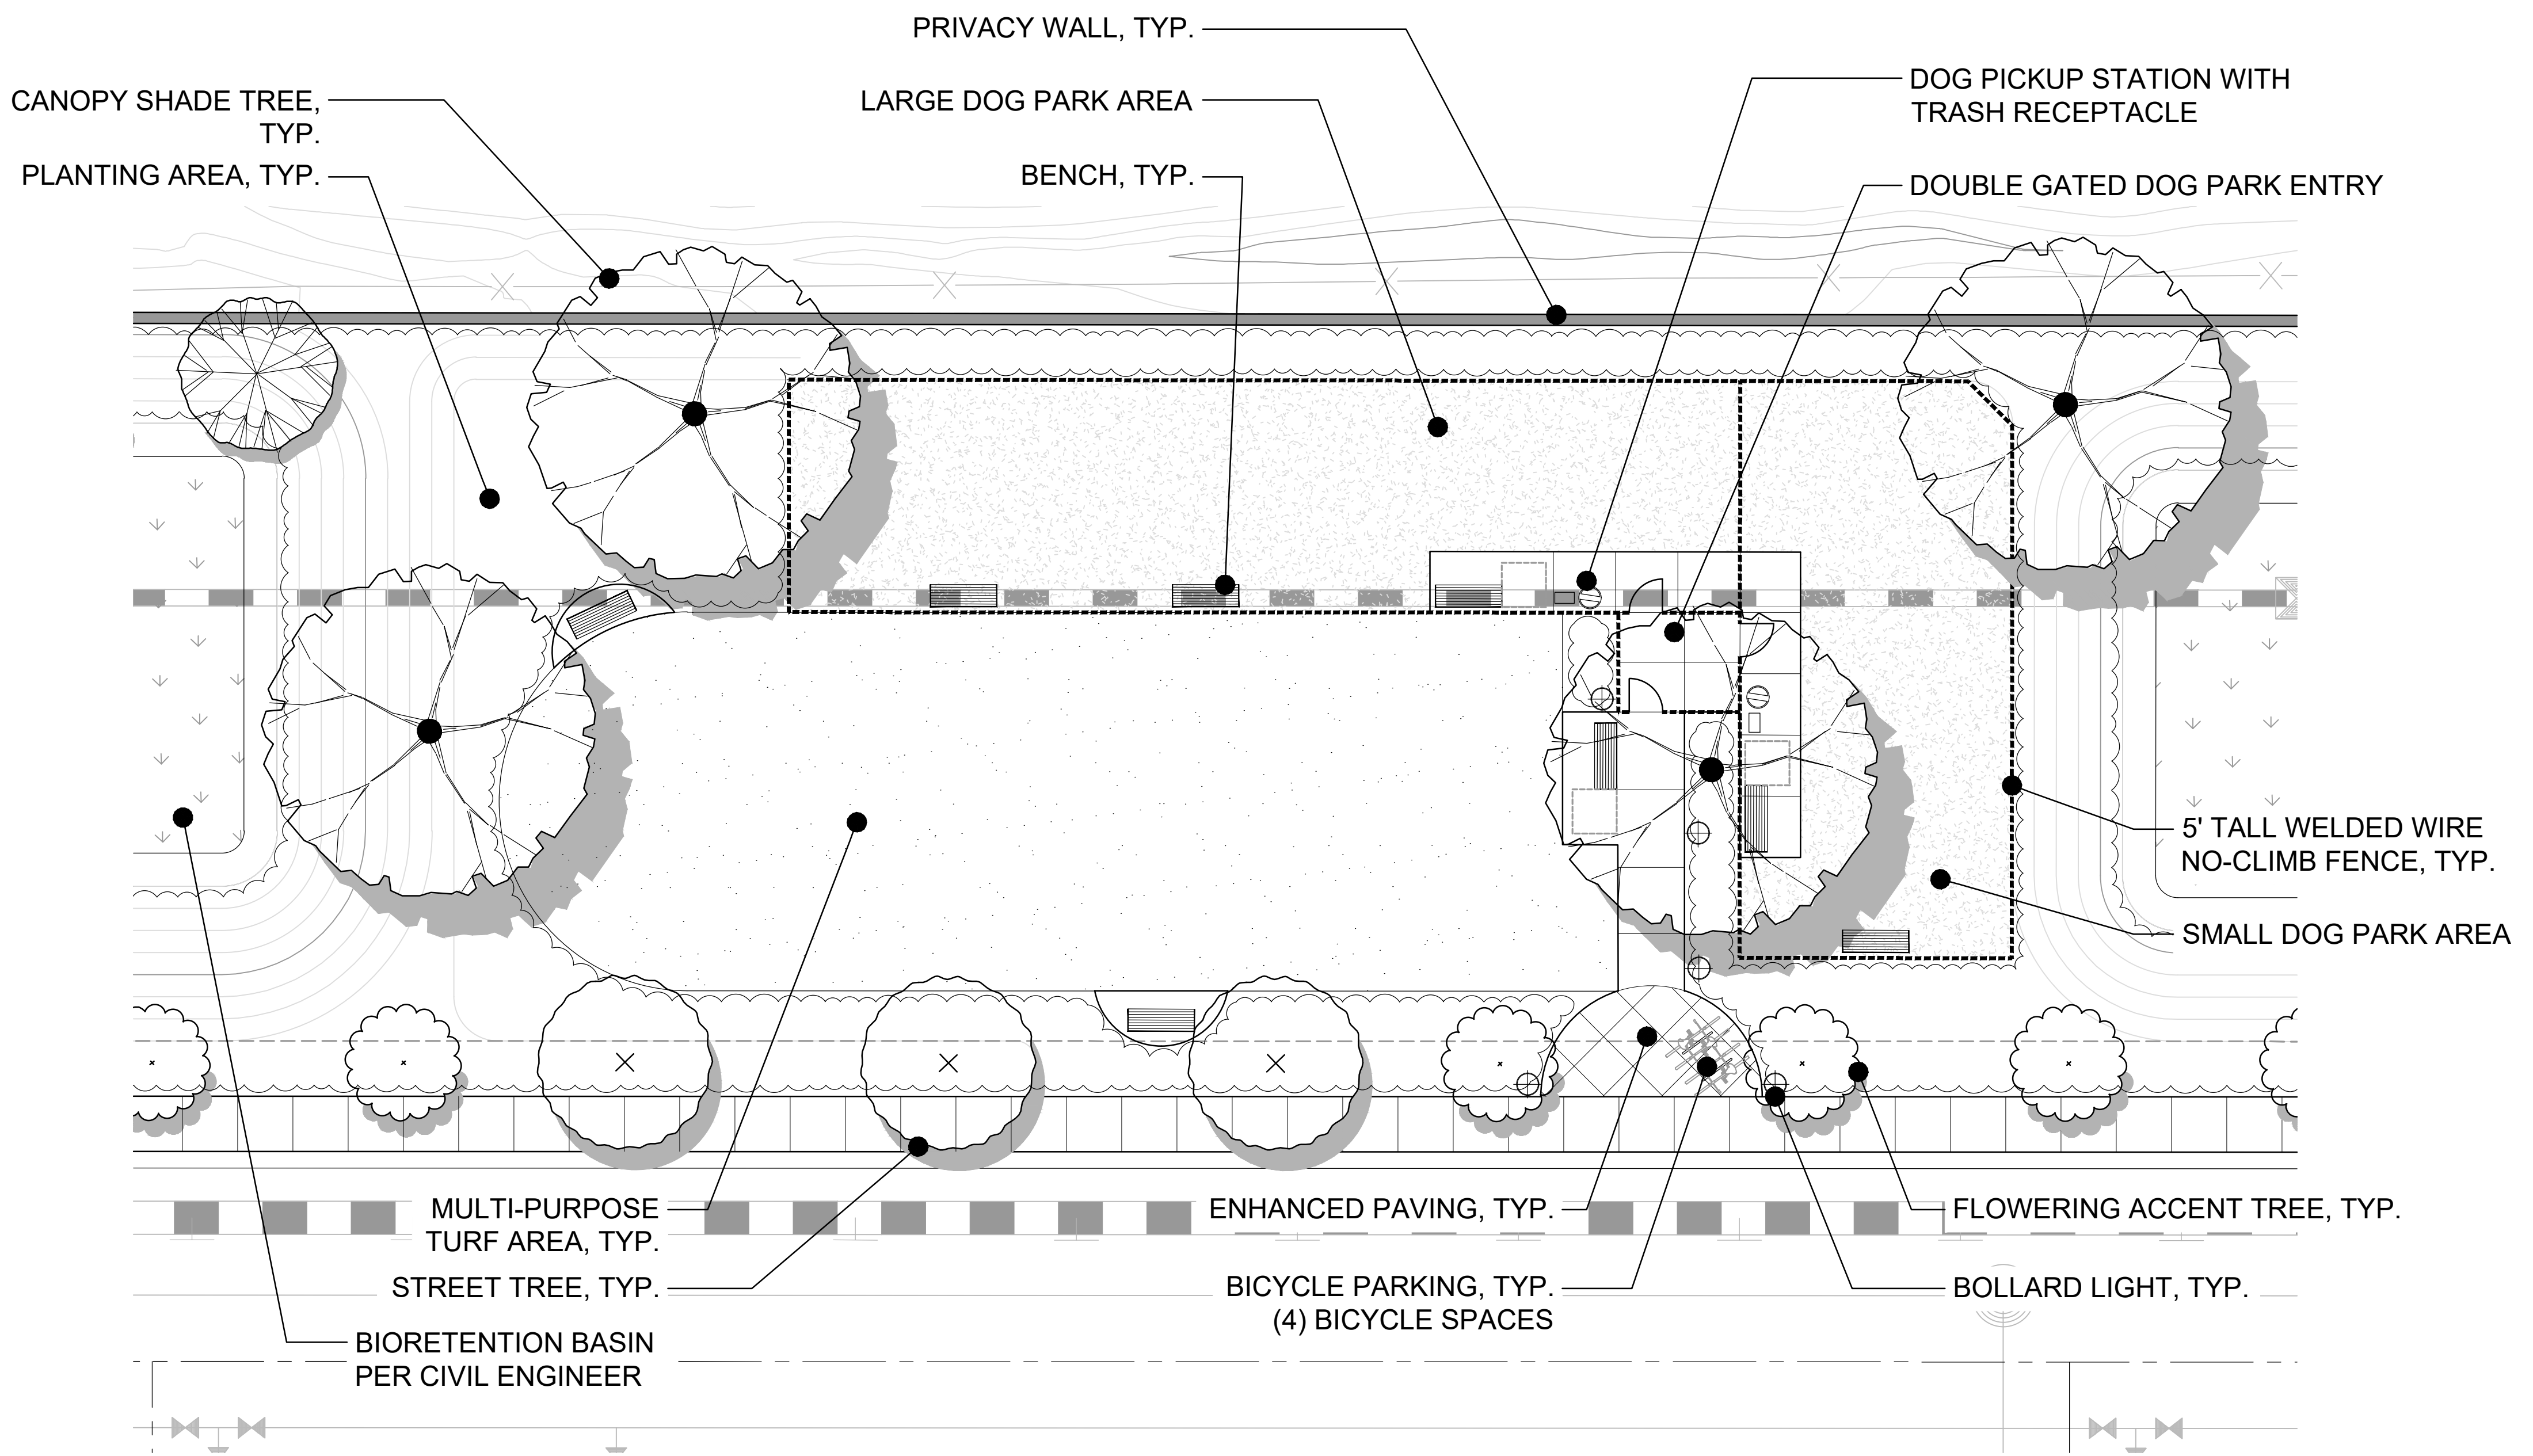 PRIVACY WALL, TYP.
CANOPY SHADE TREE,
TYP.
LARGE DOG PARK AREA
DOG PICKUP STATION WITH
TRASH RECEPTACLE
PLANTING AREA, TYP.
BENCH, TYP.
DOUBLE GATED DOG PARK ENTRY
5' TALL WELDED WIRE
NO-CLIMB FENCE, TYP.
SMALL DOG PARK AREA
MULTI-PURPOSE
TURF AREA, TYP.
ENHANCED PAVING, TYP.
FLOWERING ACCENT TREE, TYP.
STREET TREE, TYP.
BICYCLE PARKING, TYP.
(4) BICYCLE SPACES
BOLLARD LIGHT, TYP.
BIORETENTION BASIN
PER CIVIL ENGINEER